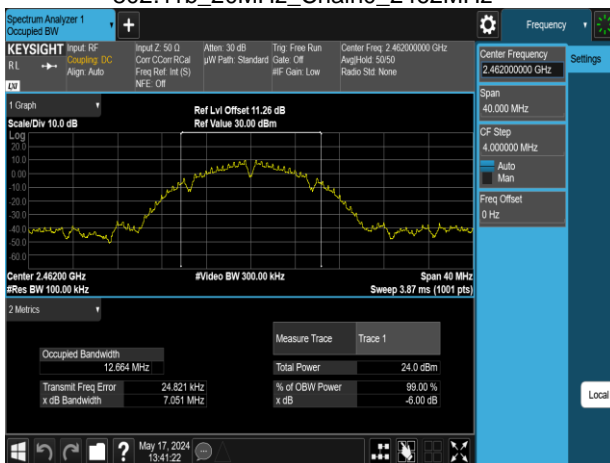 Spectrum Analyzer 1
Occupied BW
+
Frequency
KEYSIGHT
RL
LXI
Input: RF
Coupling: DC
Align: Auto
Input Z: 50 Ω
Corr CCorr RCal
Freq Ref: Int (S)
NFE: Off
Atten: 30 dB
µW Path: Standard
Trig: Free Run
Gate: Off
#IF Gain: Low
Center Freq: 2.462000000 GHz
Avg|Hold: 50/50
Radio Std: None
Center Frequency
2.462000000 GHz
Settings
Span
40.000 MHz
CF Step
4.000000 MHz
Auto
Man
Freq Offset
0 Hz
Local
1 Graph
Scale/Div 10.0 dB
Ref Lvl Offset 11.26 dB
Ref Value 30.00 dBm
Log
20.0
10.0
0.00
-10.0
-20.0
-30.0
-40.0
-50.0
-60.0
Center 2.46200 GHz
#Video BW 300.00 kHz
Span 40 MHz
#Res BW 100.00 kHz
Sweep 3.87 ms (1001 pts)
2 Metrics
Measure Trace Trace 1
Occupied Bandwidth
12.664 MHz
Total Power 24.0 dBm
Transmit Freq Error 24.821 kHz
% of OBW Power 99.00 %
x dB Bandwidth 7.051 MHz
x dB -6.00 dB
?
May 17, 2024
13:41:22